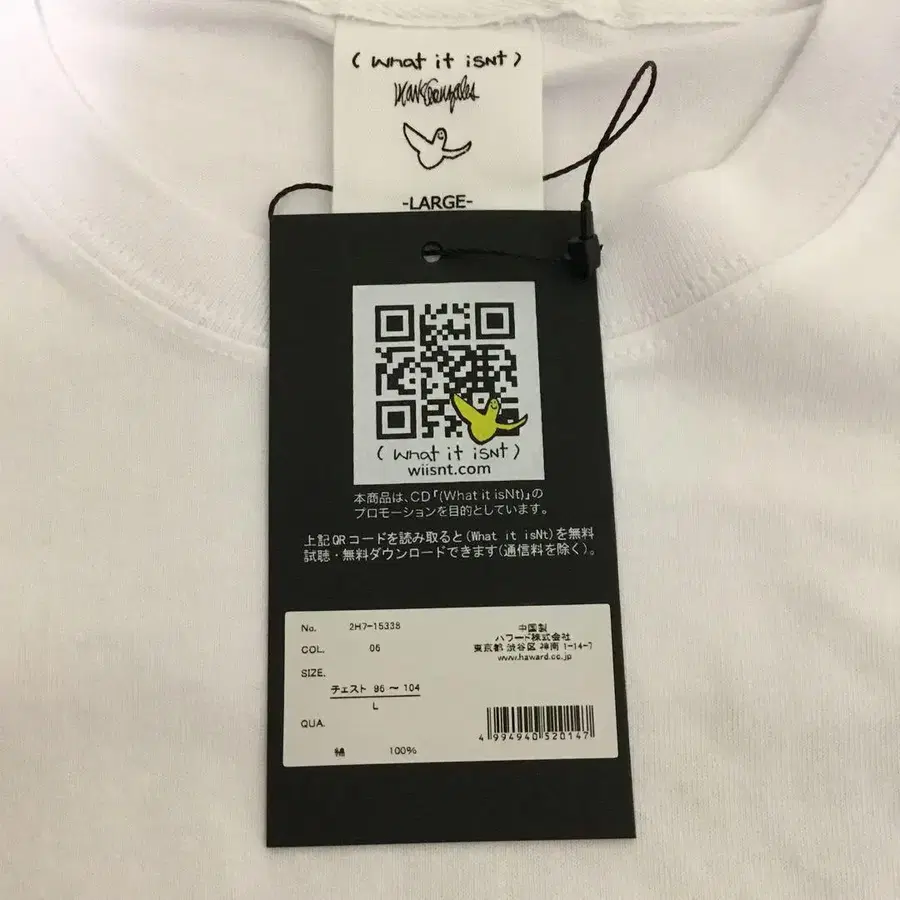 (What it iSNt)
Mark Gonzales
-LARGE-
(What it iSNt)
wiisnt.com
本商品は、CD「(What it isNt)」の
プロモーションを目的としています。
上記QRコードを読み取ると(What it isNt)を無料
試聴・無料ダウンロードできます(通信料を除く)。
No. 2H7-15338
COL. 06
SIZE.
チェスト 96 ～ 104
L
QUA.
綿 100%
中国製
ハワード株式会社
東京都 渋谷区 神南 1-14-7
www.haward.co.jp
4 994940 520147